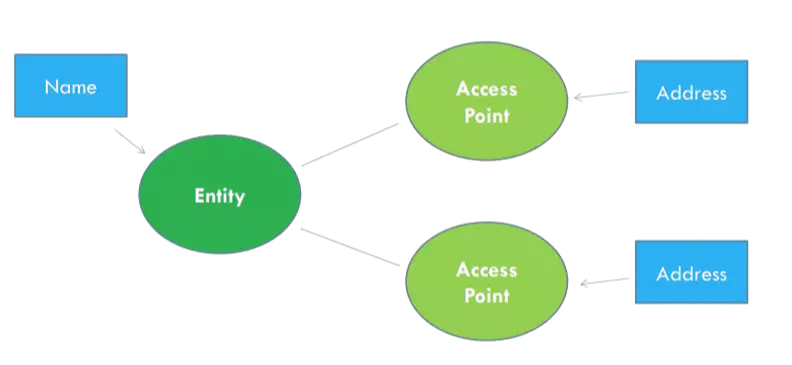 Name
Entity
Access
Point
Address
Access
Point
Address